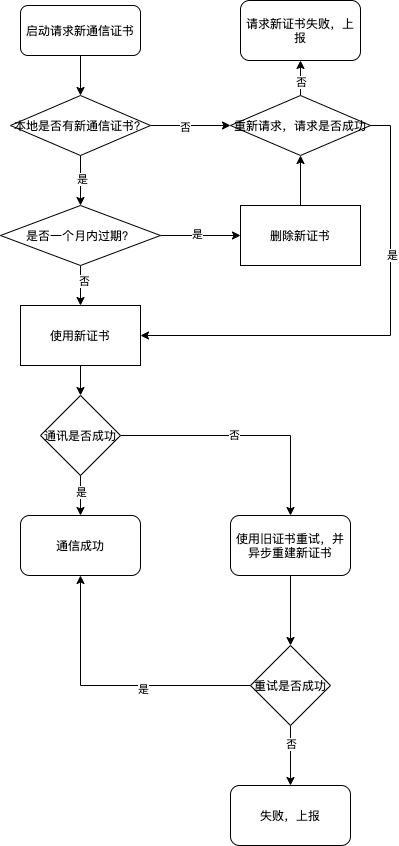 启动请求新通信证书
请求新证书失败，上
报
否
本地是否有新通信证书?
否
重新请求，请求是否成功
是
是否一个月内过期?
是
删除新证书
是
否
使用新证书
通讯是否成功
否
是
通信成功
使用旧证书重试，并
异步重建新证书
重试是否成功
是
否
失败，上报